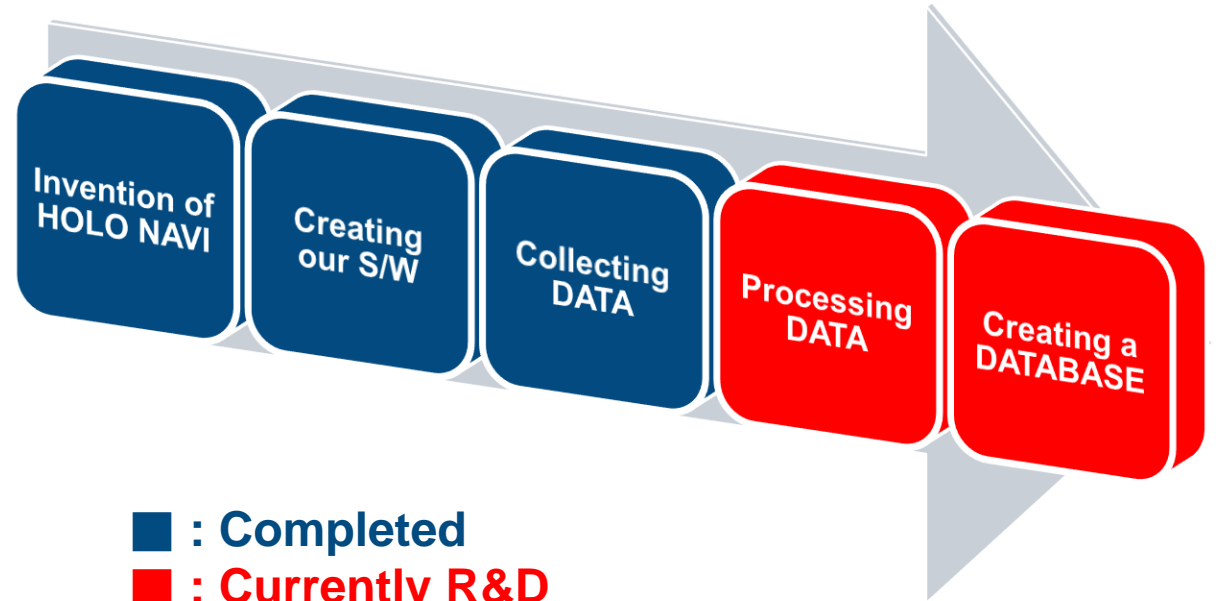 Invention of
HOLO NAVI
Creating
our S/W
Collecting
DATA
Processing
DATA
Creating a
DATABASE
: Completed
: Currently R&D